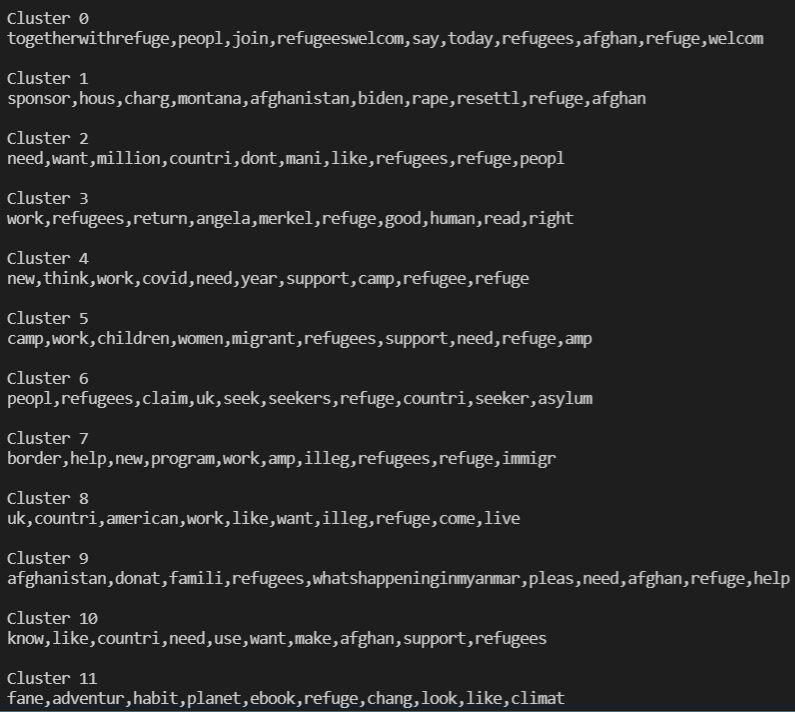 Cluster 0
togetherwithrefuge,peopl,join,refugeeswelcom,say,today,refugees,afghan,refuge,welcom
Cluster 1
sponsor,hous,charg,montana,afghanistan,biden,rape,resettl,refuge,afghan
Cluster 2
need,want,million,countri,dont,mani,like,refugees,refuge,peopl
Cluster 3
work,refugees,return,angela,merkel,refuge,good,human,read,right
Cluster 4
new,think,work,covid,need,year,support,camp,refugee,refuge
Cluster 5
camp,work,children,women,migrant,refugees,support,need,refuge,amp
Cluster 6
peopl,refugees,claim,uk,seek,seekers,refuge,countri,seeker,asylum
Cluster 7
border,help,new,program,work,amp,illeg,refugees,refuge,immigr
Cluster 8
uk,countri,american,work,like,want,illeg,refuge,come,live
Cluster 9
afghanistan,donat,famili,refugees,whatshappeninginmyanmar,pleas,need,afghan,refuge,help
Cluster 10
know,like,countri,need,use,want,make,afghan,support,refugees
Cluster 11
fane,adventur,habit,planet,ebook,refuge,chang,look,like,climat